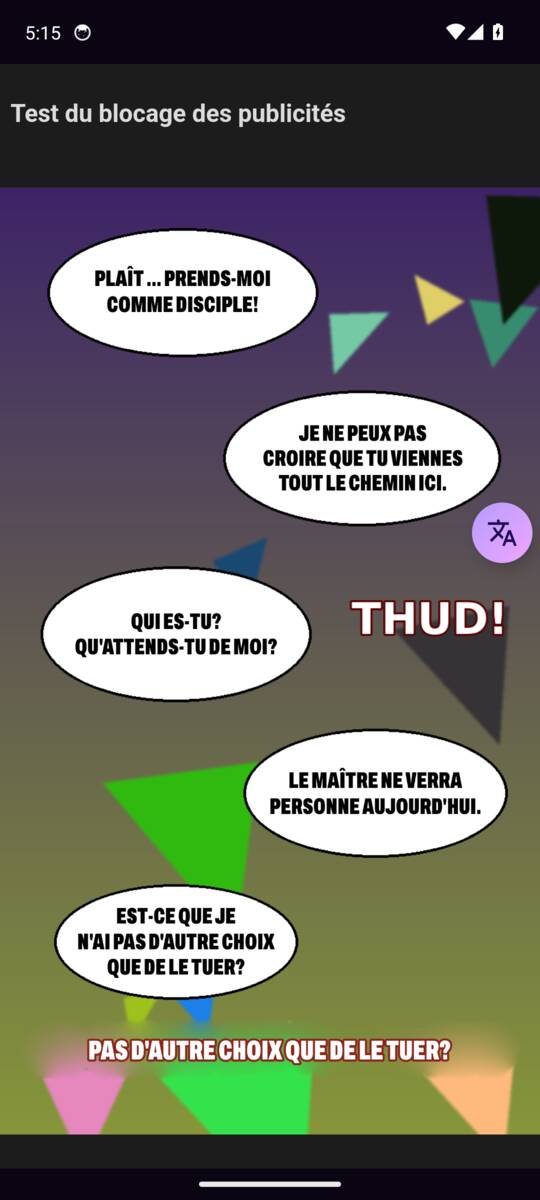 5:15
Test du blocage des publicités
PLAÎT ... PRENDS-MOI
COMME DISCIPLE!
JE NE PEUX PAS
CROIRE QUE TU VIENNES
TOUT LE CHEMIN ICI.
QUI ES-TU?
QU'ATTENDS-TU DE MOI?
THUD!
LE MAÎTRE NE VERRA
PERSONNE AUJOURD'HUI.
EST-CE QUE JE
N'AI PAS D'AUTRE CHOIX
QUE DE LE TUER?
PAS D'AUTRE CHOIX QUE DE LE TUER?